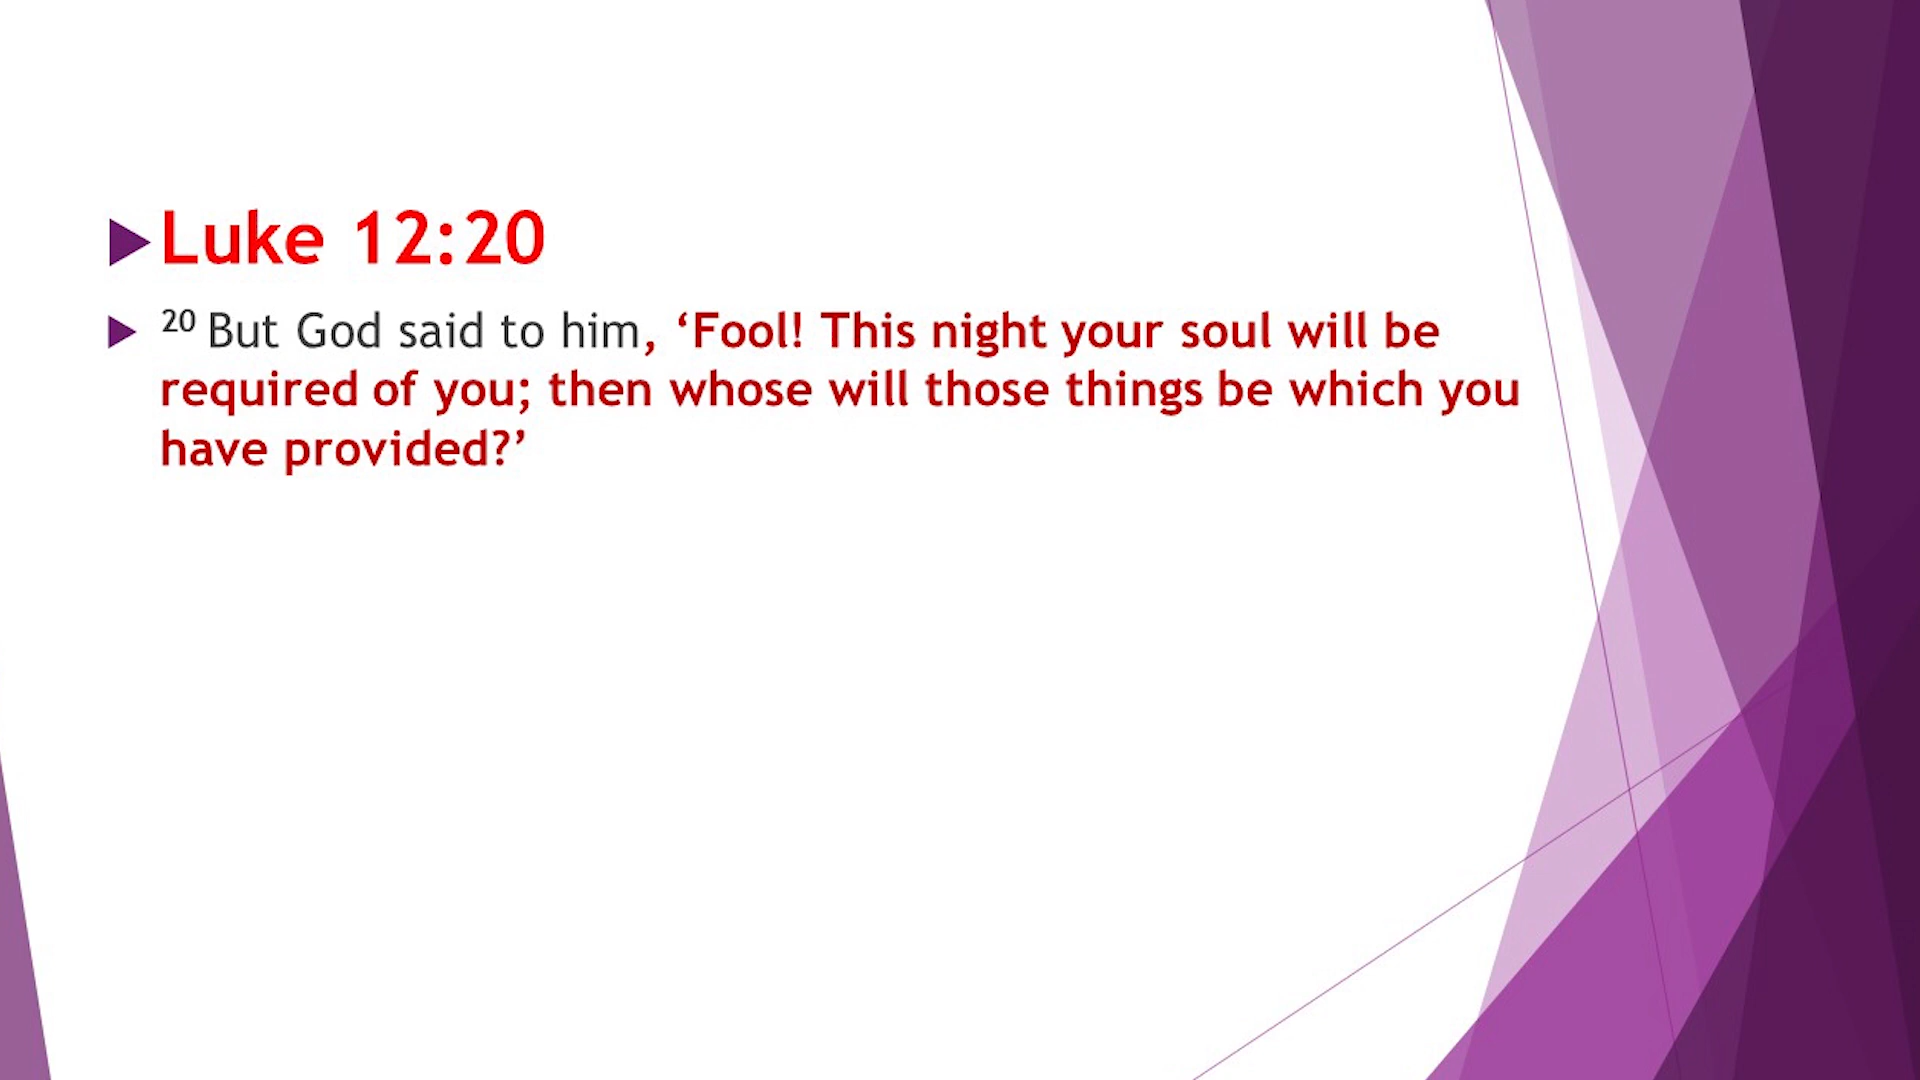 Luke 12:20
20 But God said to him, ‘Fool! This night your soul will be
required of you; then whose will those things be which you
have provided?’